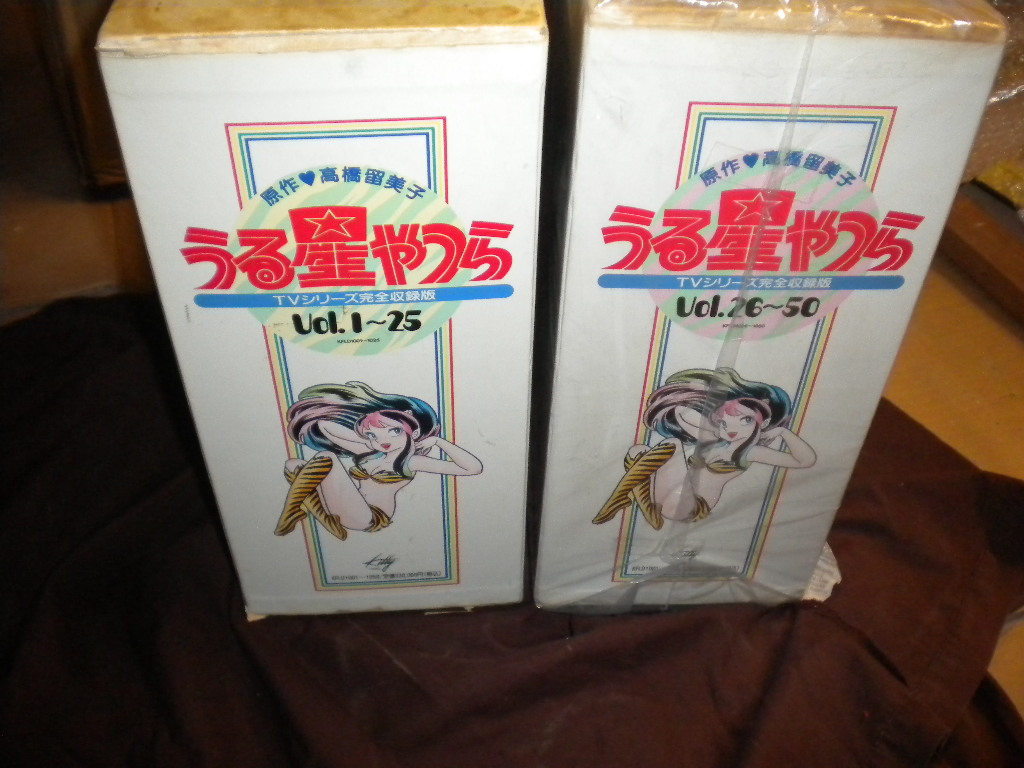 原作♥高橋留美子
うる星やつら
TVシリーズ完全収録版
Vol.1～25
原作♥高橋留美子
うる星やつら
TVシリーズ完全収録版
Vol.26～50
Kitty